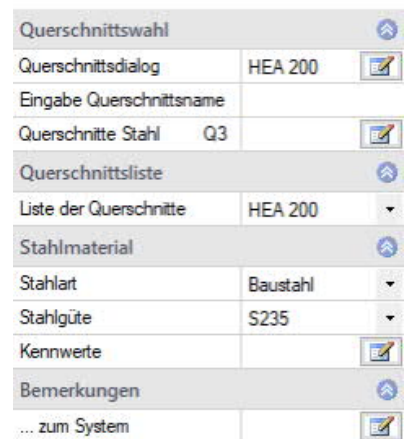 Querschnittswahl
Querschnittsdialog HEA 200
Eingabe Querschnittsname
Querschnitte Stahl Q3
Querschnittsliste
Liste der Querschnitte HEA 200
Stahlmaterial
Stahlart Baustahl
Stahlgüte S235
Kennwerte
Bemerkungen
... zum System